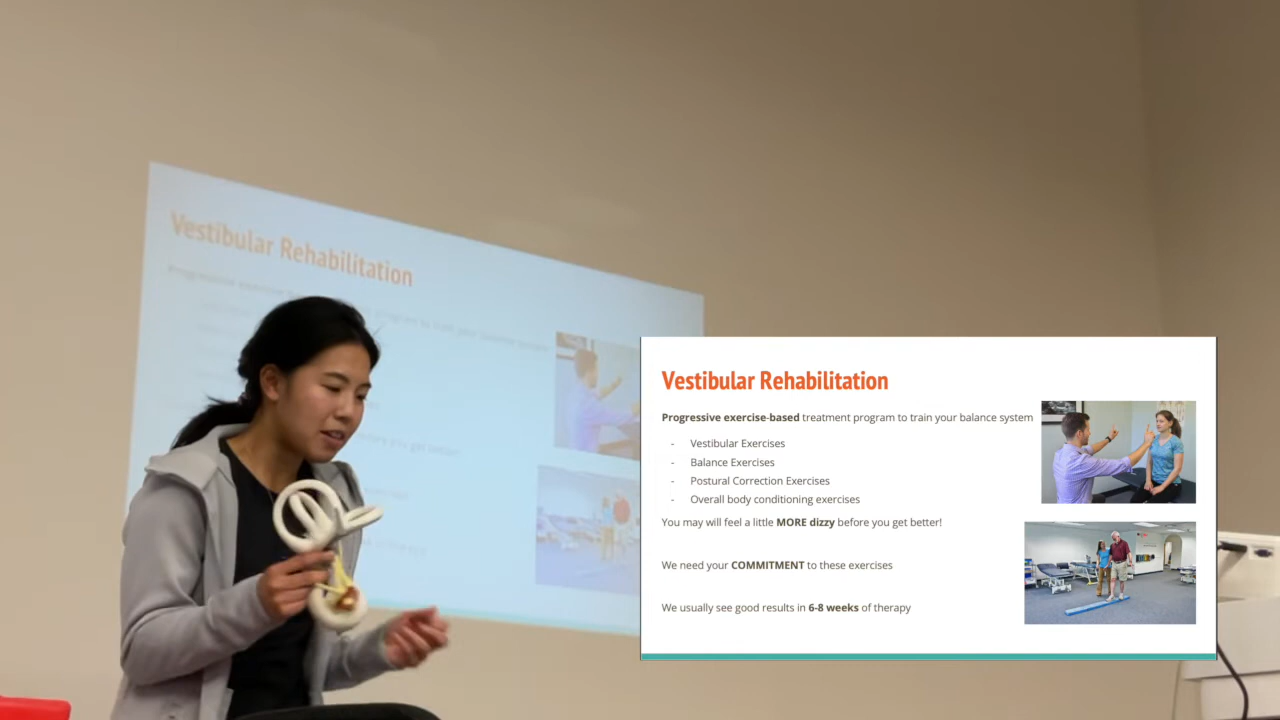 Vestibular Rehabilitation
Vestibular Rehabilitation
Progressive exercise-based treatment program to train your balance system
- Vestibular Exercises
- Balance Exercises
- Postural Correction Exercises
- Overall body conditioning exercises
You may will feel a little MORE dizzy before you get better!
We need your COMMITMENT to these exercises
We usually see good results in 6-8 weeks of therapy